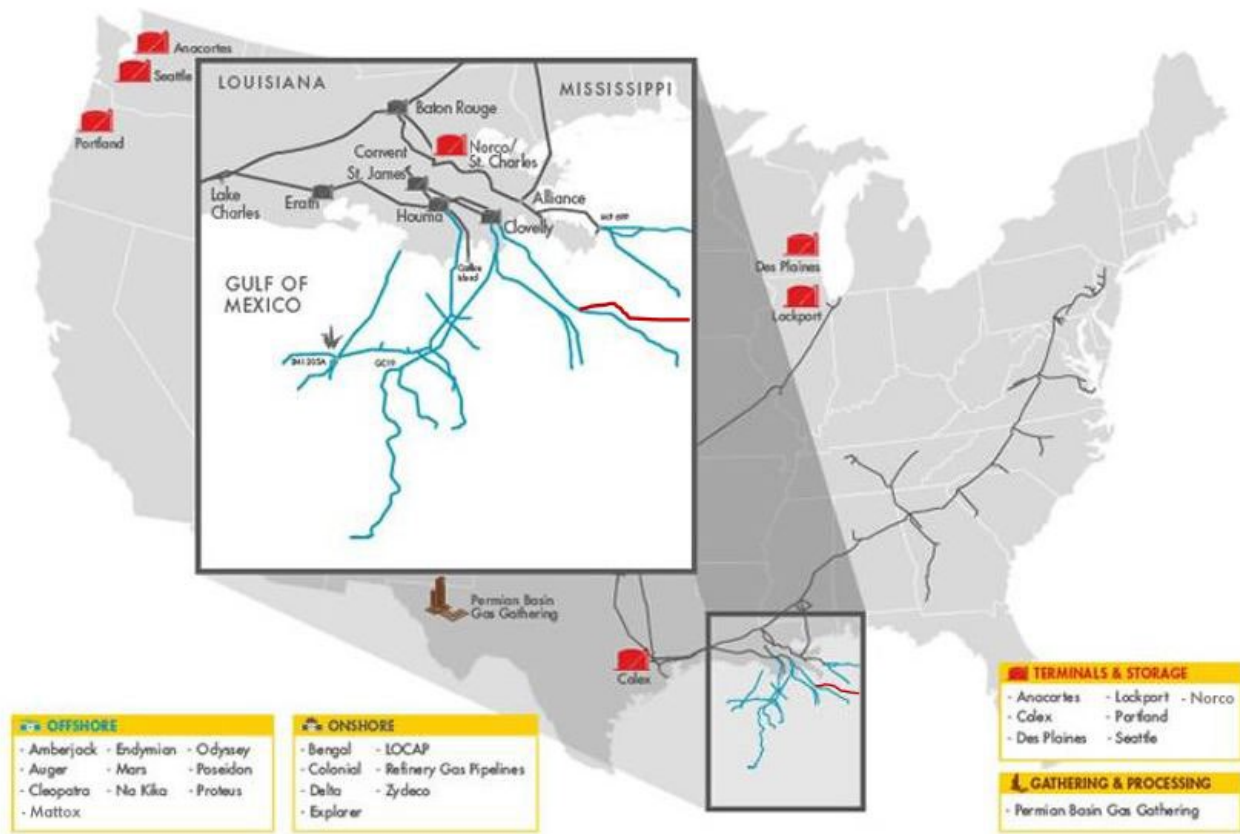 Anacortes
Seattle
Portland
LOUISIANA
MISSISSIPPI
Baton Rouge
Norco/
St. Charles
Convent
St. James
Lake
Charles
Erath
Houma
Alliance
Clovelly
GULF OF
MEXICO
GC19
Des Plaines
Lockport
Permian Basin
Gas Gathering
Colex
OFFSHORE
- Amberjack - Endymian - Odyssey
- Auger - Mars - Poseidon
- Cleopatra - Na Kika - Proteus
- Mattox
ONSHORE
- Bengal - LOCAP
- Colonial - Refinery Gas Pipelines
- Delta - Zydeco
- Explorer
TERMINALS & STORAGE
- Anacortes - Lockport - Norco
- Colex - Portland
- Des Plaines - Seattle
GATHERING & PROCESSING
- Permian Basin Gas Gathering